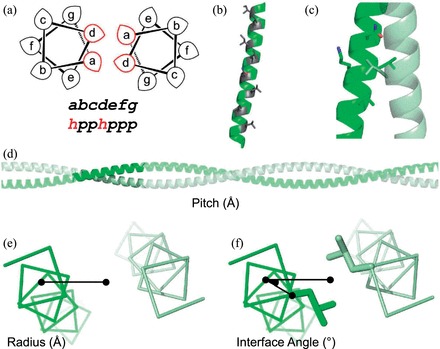 (a)
c
g
e
d
f
a
b
e
g
a
c
d
f
b
abcdefg
hpphppp
(b)
(c)
(d)
Pitch (Å)
(e)
Radius (Å)
(f)
Interface Angle (°)